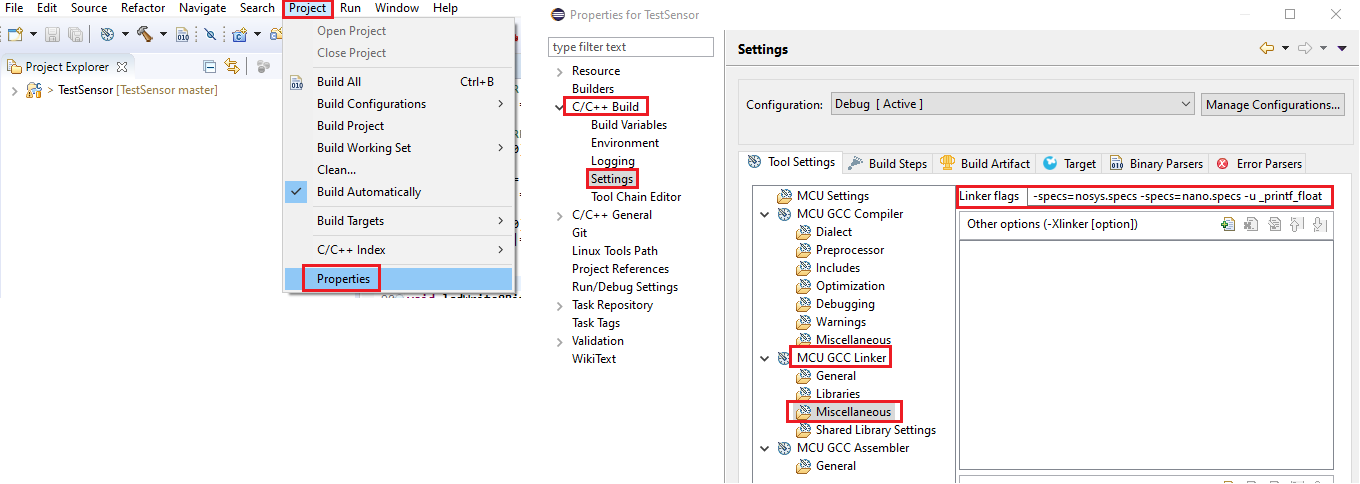 File Edit Source Refactor Navigate Search Project Run Window Help
Project Explorer
> TestSensor [TestSensor master]
Open Project
Close Project
Build All Ctrl+B
Build Configurations
Build Project
Build Working Set
Clean...
Build Automatically
Build Targets
C/C++ Index
Properties
Properties for TestSensor
type filter text
Resource
Builders
C/C++ Build
Build Variables
Environment
Logging
Settings
Tool Chain Editor
C/C++ General
Git
Linux Tools Path
Project References
Run/Debug Settings
Task Repository
Task Tags
Validation
WikiText
Settings
Configuration: Debug [ Active ] Manage Configurations...
Tool Settings Build Steps Build Artifact Target Binary Parsers Error Parsers
MCU Settings
MCU GCC Compiler
Dialect
Preprocessor
Includes
Optimization
Debugging
Warnings
Miscellaneous
MCU GCC Linker
General
Libraries
Miscellaneous
Shared Library Settings
MCU GCC Assembler
General
Linker flags -specs=nosys.specs -specs=nano.specs -u _printf_float
Other options (-Xlinker [option])